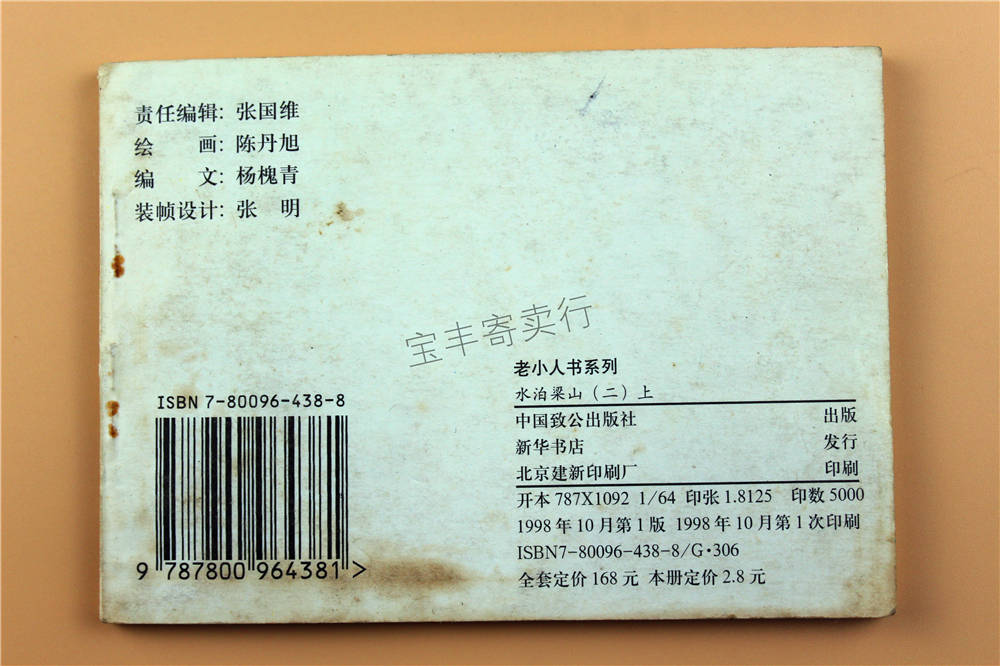 责任编辑: 张国维
绘　　画: 陈丹旭
编　　文: 杨槐青
装帧设计: 张　明
宝丰寄卖行
老小人书系列
水泊梁山（二）上
中国致公出版社 出版
新华书店 发行
北京建新印刷厂 印刷
开本 787X1092 1/64 印张 1.8125 印数 5000
1998 年 10 月第 1 版 1998 年 10 月第 1 次印刷
ISBN7-80096-438-8/G·306
全套定价 168 元 本册定价 2.8 元
ISBN 7-80096-438-8
9 787800 964381 >